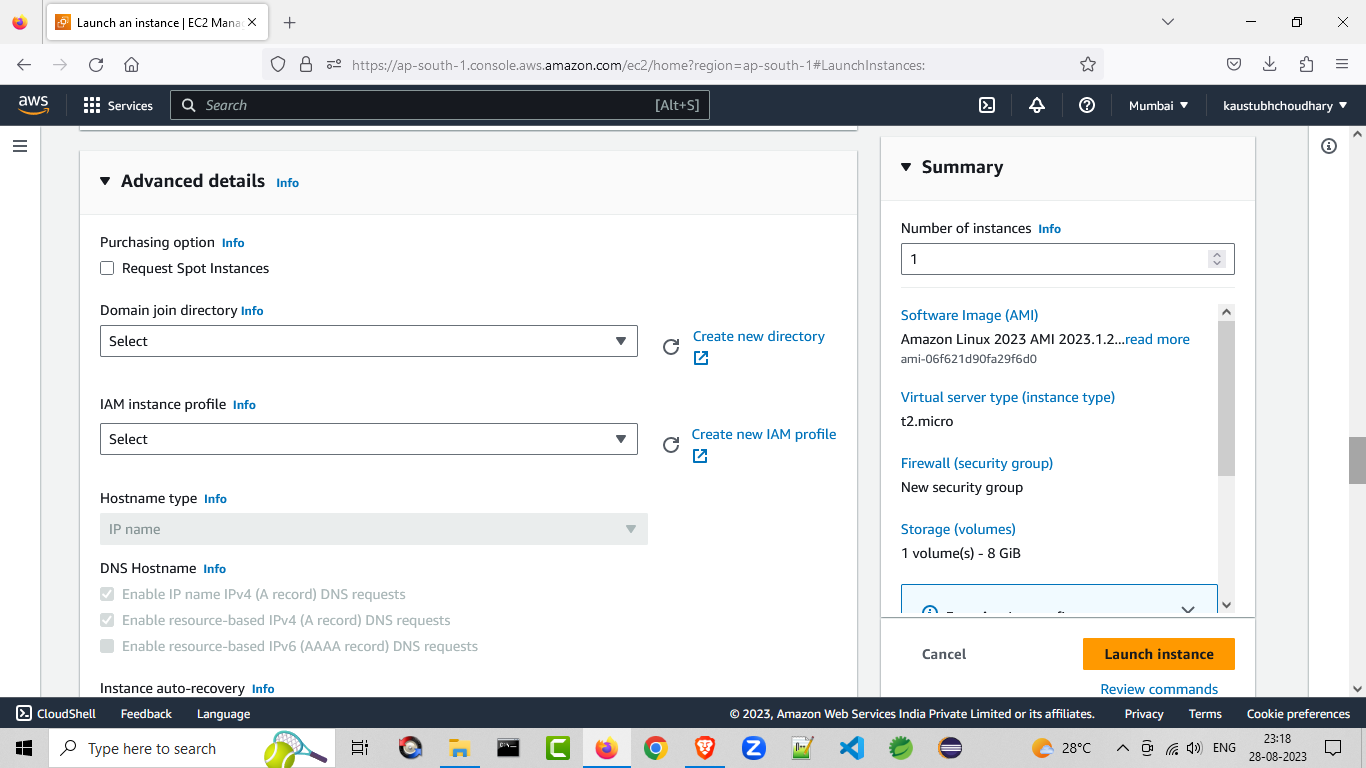 Launch an instance | EC2 Mana
https://ap-south-1.console.aws.amazon.com/ec2/home?region=ap-south-1#LaunchInstances:
aws
Services
Search
[Alt+S]
Mumbai
kaustubhchoudhary
Advanced details Info
Purchasing option Info
Request Spot Instances
Domain join directory Info
Select
Create new directory
IAM instance profile Info
Select
Create new IAM profile
Hostname type Info
IP name
DNS Hostname Info
Enable IP name IPv4 (A record) DNS requests
Enable resource-based IPv4 (A record) DNS requests
Enable resource-based IPv6 (AAAA record) DNS requests
Instance auto-recovery Info
Summary
Number of instances Info
1
Software Image (AMI)
Amazon Linux 2023 AMI 2023.1.2...read more
ami-06f621d90fa29f6d0
Virtual server type (instance type)
t2.micro
Firewall (security group)
New security group
Storage (volumes)
1 volume(s) - 8 GiB
Cancel
Launch instance
Review commands
CloudShell
Feedback
Language
© 2023, Amazon Web Services India Private Limited or its affiliates.
Privacy
Terms
Cookie preferences
Type here to search
28°C
ENG
23:18
28-08-2023